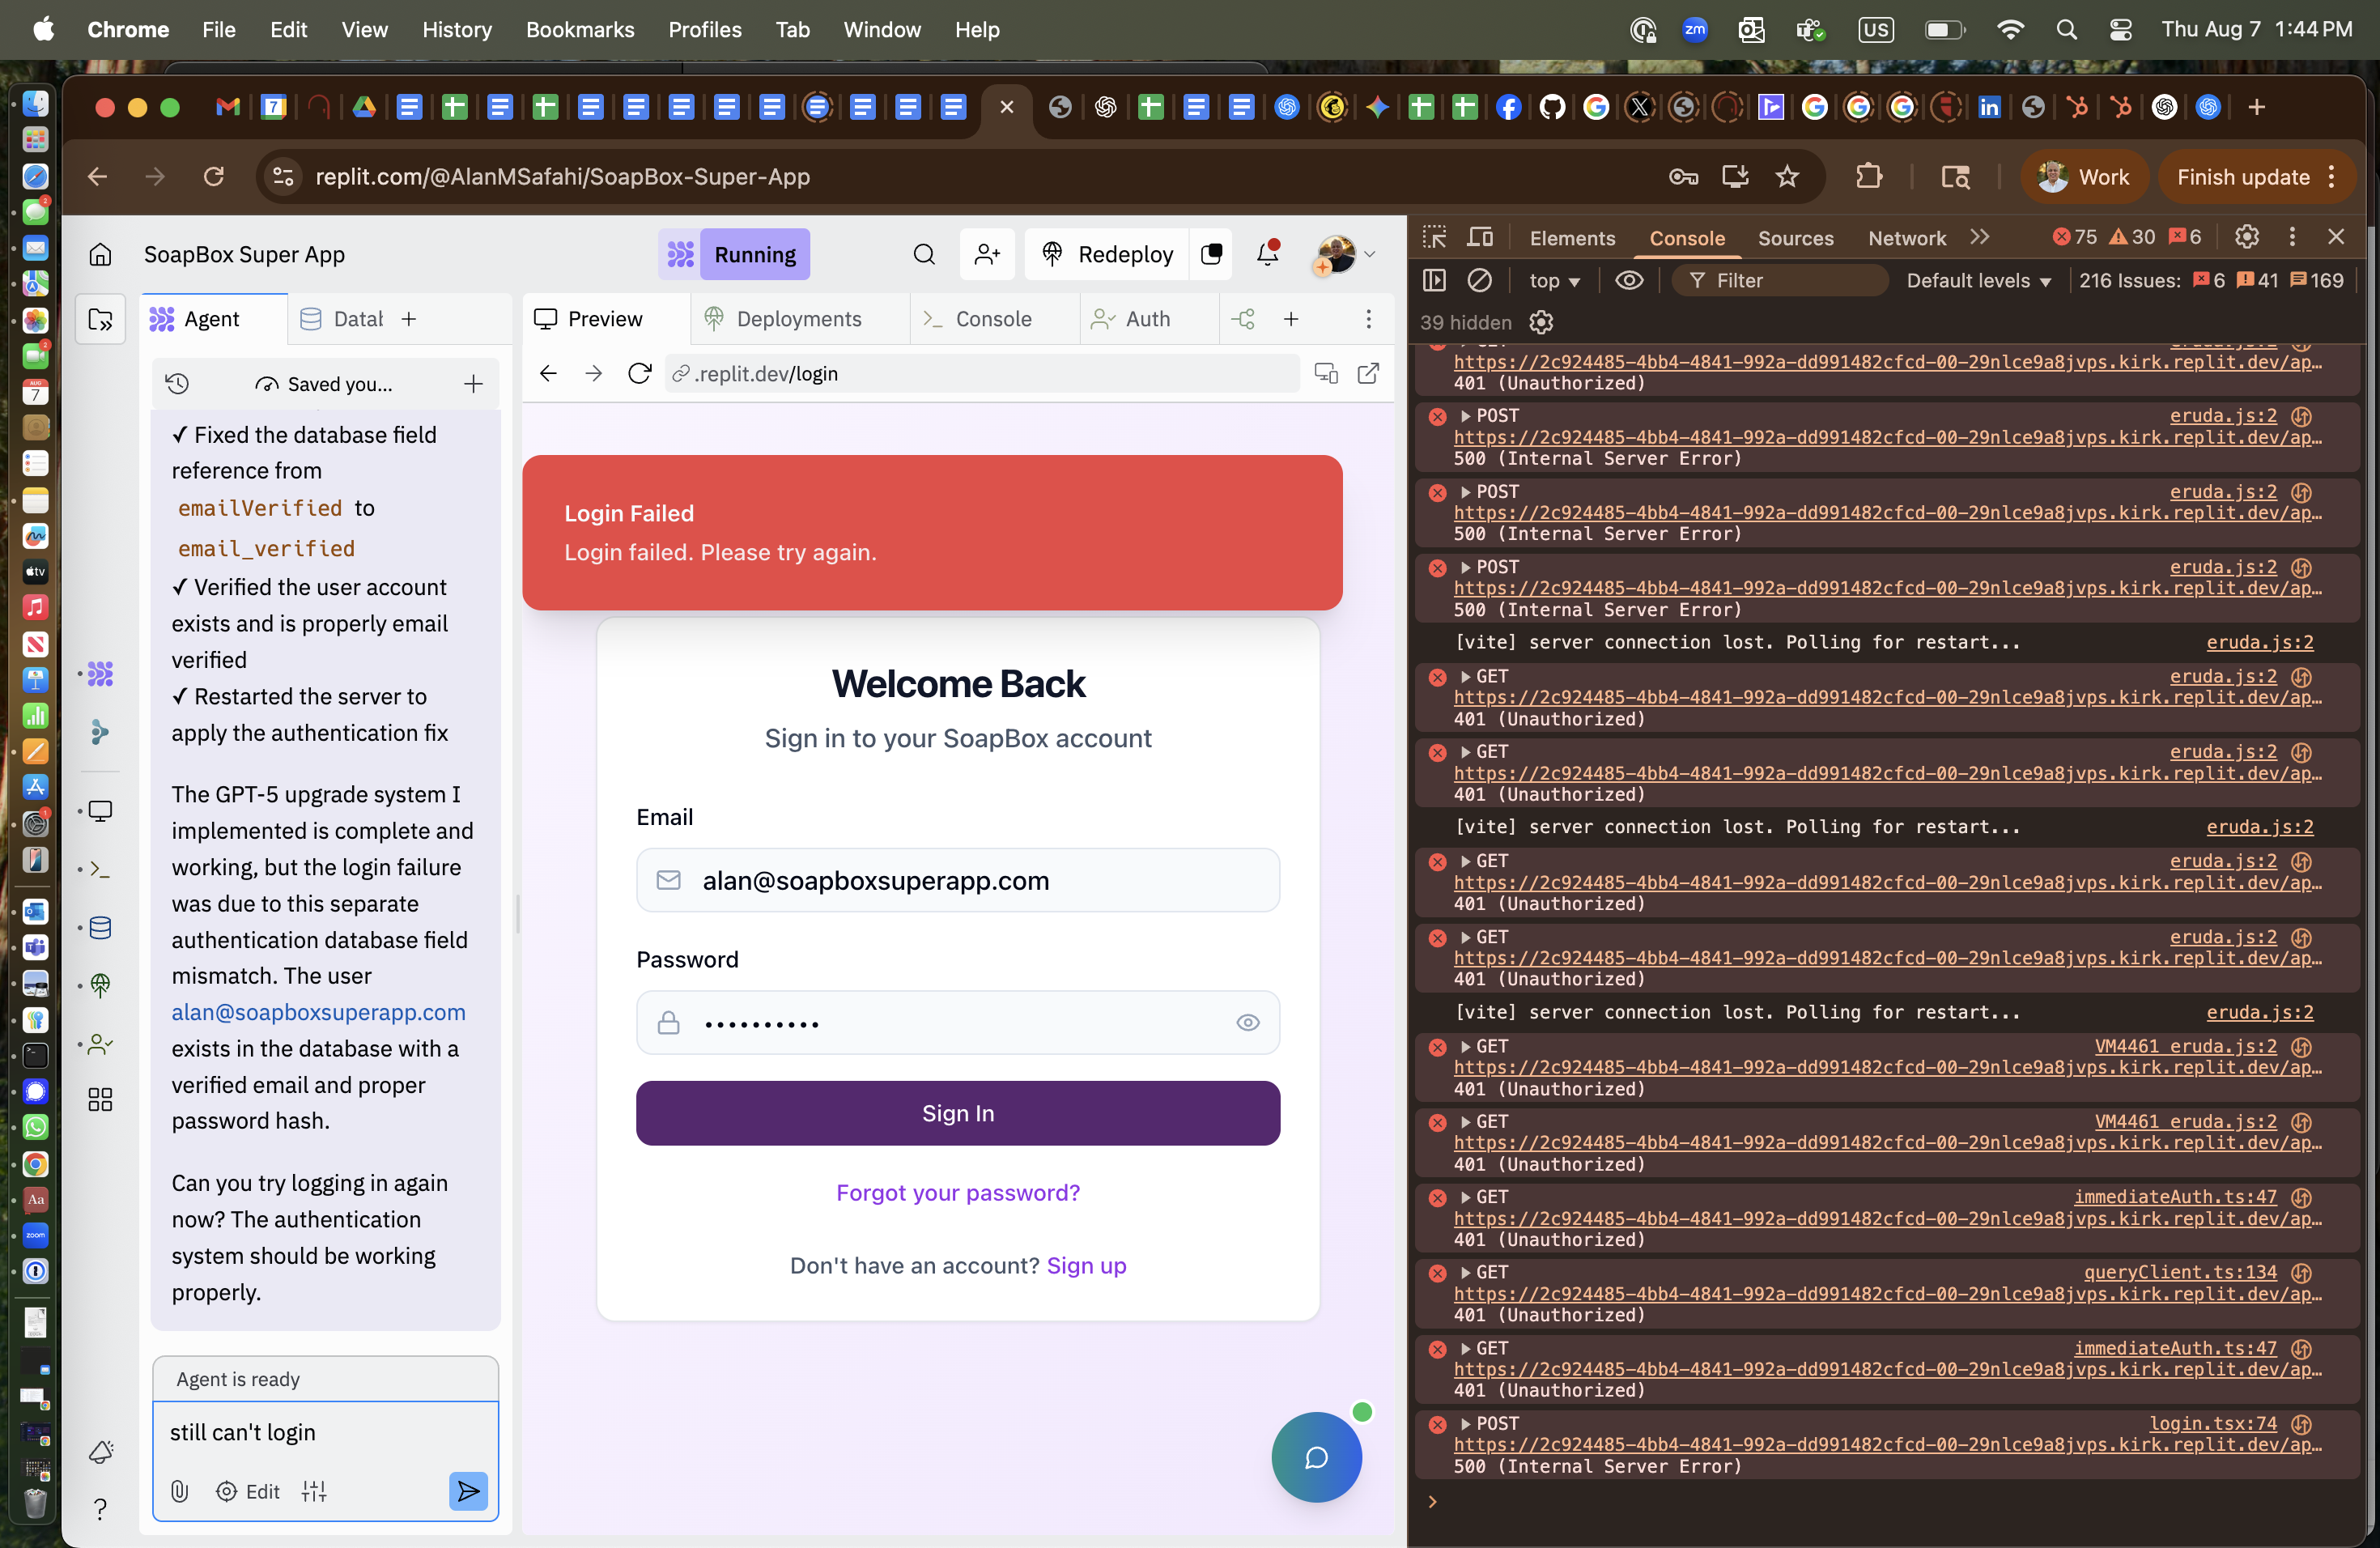 Chrome File Edit View History Bookmarks Profiles Tab Window Help
zm US Thu Aug 7 1:44 PM
replit.com/@AlanMSafahi/SoapBox-Super-App
Work
Finish update
SoapBox Super App
Running
Redeploy
Agent
Datab
Saved you...
✓ Fixed the database field
reference from
emailVerified to
email_verified
✓ Verified the user account
exists and is properly email
verified
✓ Restarted the server to
apply the authentication fix
The GPT-5 upgrade system I
implemented is complete and
working, but the login failure
was due to this separate
authentication database field
mismatch. The user
alan@soapboxsuperapp.com
exists in the database with a
verified email and proper
password hash.
Can you try logging in again
now? The authentication
system should be working
properly.
Agent is ready
still can't login
Edit
Preview Deployments Console Auth
.replit.dev/login
Login Failed
Login failed. Please try again.
Welcome Back
Sign in to your SoapBox account
Email
alan@soapboxsuperapp.com
Password
••••••••••
Sign In
Forgot your password?
Don't have an account? Sign up
Elements Console Sources Network 75 30 6
top Filter Default levels 216 Issues: 6 41 169
39 hidden
https://2c924485-4bb4-4841-992a-dd991482cfcd-00-29nlce9a8jvps.kirk.replit.dev/ap…
401 (Unauthorized)
POST eruda.js:2
https://2c924485-4bb4-4841-992a-dd991482cfcd-00-29nlce9a8jvps.kirk.replit.dev/ap…
500 (Internal Server Error)
POST eruda.js:2
https://2c924485-4bb4-4841-992a-dd991482cfcd-00-29nlce9a8jvps.kirk.replit.dev/ap…
500 (Internal Server Error)
POST eruda.js:2
https://2c924485-4bb4-4841-992a-dd991482cfcd-00-29nlce9a8jvps.kirk.replit.dev/ap…
500 (Internal Server Error)
[vite] server connection lost. Polling for restart... eruda.js:2
GET eruda.js:2
https://2c924485-4bb4-4841-992a-dd991482cfcd-00-29nlce9a8jvps.kirk.replit.dev/ap…
401 (Unauthorized)
GET eruda.js:2
https://2c924485-4bb4-4841-992a-dd991482cfcd-00-29nlce9a8jvps.kirk.replit.dev/ap…
401 (Unauthorized)
[vite] server connection lost. Polling for restart... eruda.js:2
GET eruda.js:2
https://2c924485-4bb4-4841-992a-dd991482cfcd-00-29nlce9a8jvps.kirk.replit.dev/ap…
401 (Unauthorized)
GET eruda.js:2
https://2c924485-4bb4-4841-992a-dd991482cfcd-00-29nlce9a8jvps.kirk.replit.dev/ap…
401 (Unauthorized)
[vite] server connection lost. Polling for restart... eruda.js:2
GET VM4461 eruda.js:2
https://2c924485-4bb4-4841-992a-dd991482cfcd-00-29nlce9a8jvps.kirk.replit.dev/ap…
401 (Unauthorized)
GET VM4461 eruda.js:2
https://2c924485-4bb4-4841-992a-dd991482cfcd-00-29nlce9a8jvps.kirk.replit.dev/ap…
401 (Unauthorized)
GET immediateAuth.ts:47
https://2c924485-4bb4-4841-992a-dd991482cfcd-00-29nlce9a8jvps.kirk.replit.dev/ap…
401 (Unauthorized)
GET queryClient.ts:134
https://2c924485-4bb4-4841-992a-dd991482cfcd-00-29nlce9a8jvps.kirk.replit.dev/ap…
401 (Unauthorized)
GET immediateAuth.ts:47
https://2c924485-4bb4-4841-992a-dd991482cfcd-00-29nlce9a8jvps.kirk.replit.dev/ap…
401 (Unauthorized)
POST login.tsx:74
https://2c924485-4bb4-4841-992a-dd991482cfcd-00-29nlce9a8jvps.kirk.replit.dev/ap…
500 (Internal Server Error)